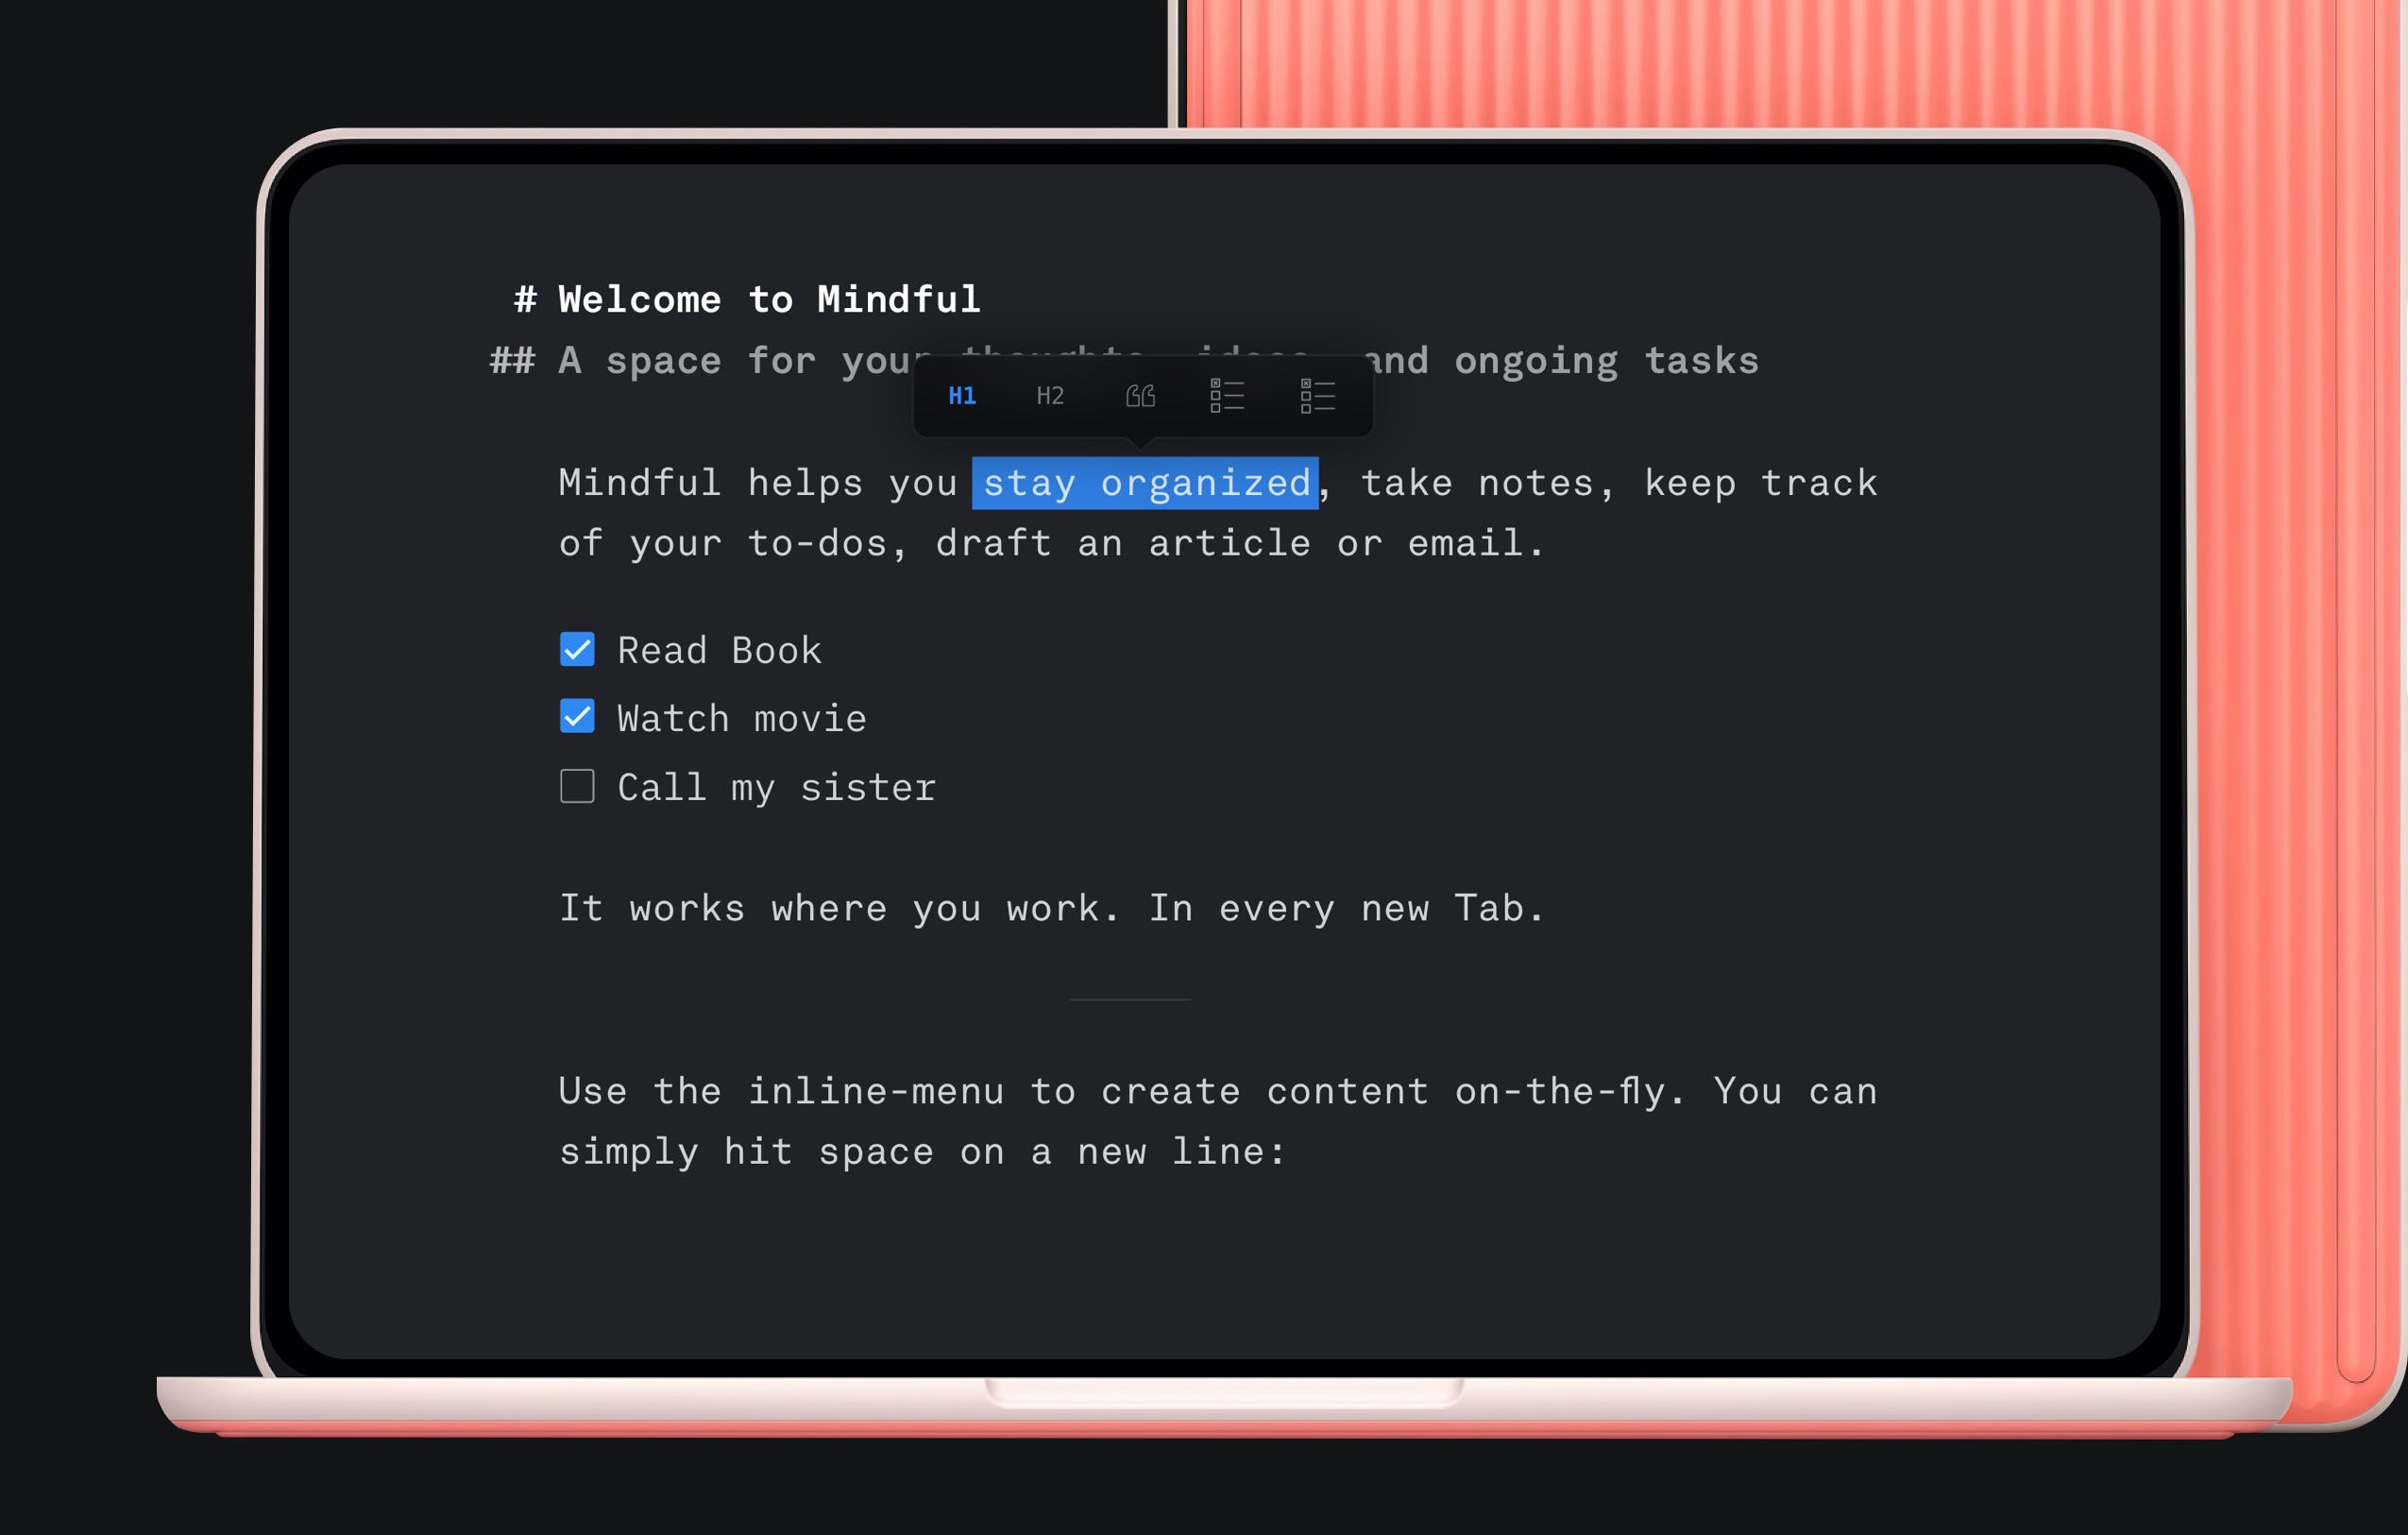 # Welcome to Mindful
## A space for your thoughts, ideas, and ongoing tasks
H1 H2
Mindful helps you stay organized, take notes, keep track
of your to-dos, draft an article or email.
Read Book
Watch movie
Call my sister
It works where you work. In every new Tab.
Use the inline-menu to create content on-the-fly. You can
simply hit space on a new line: